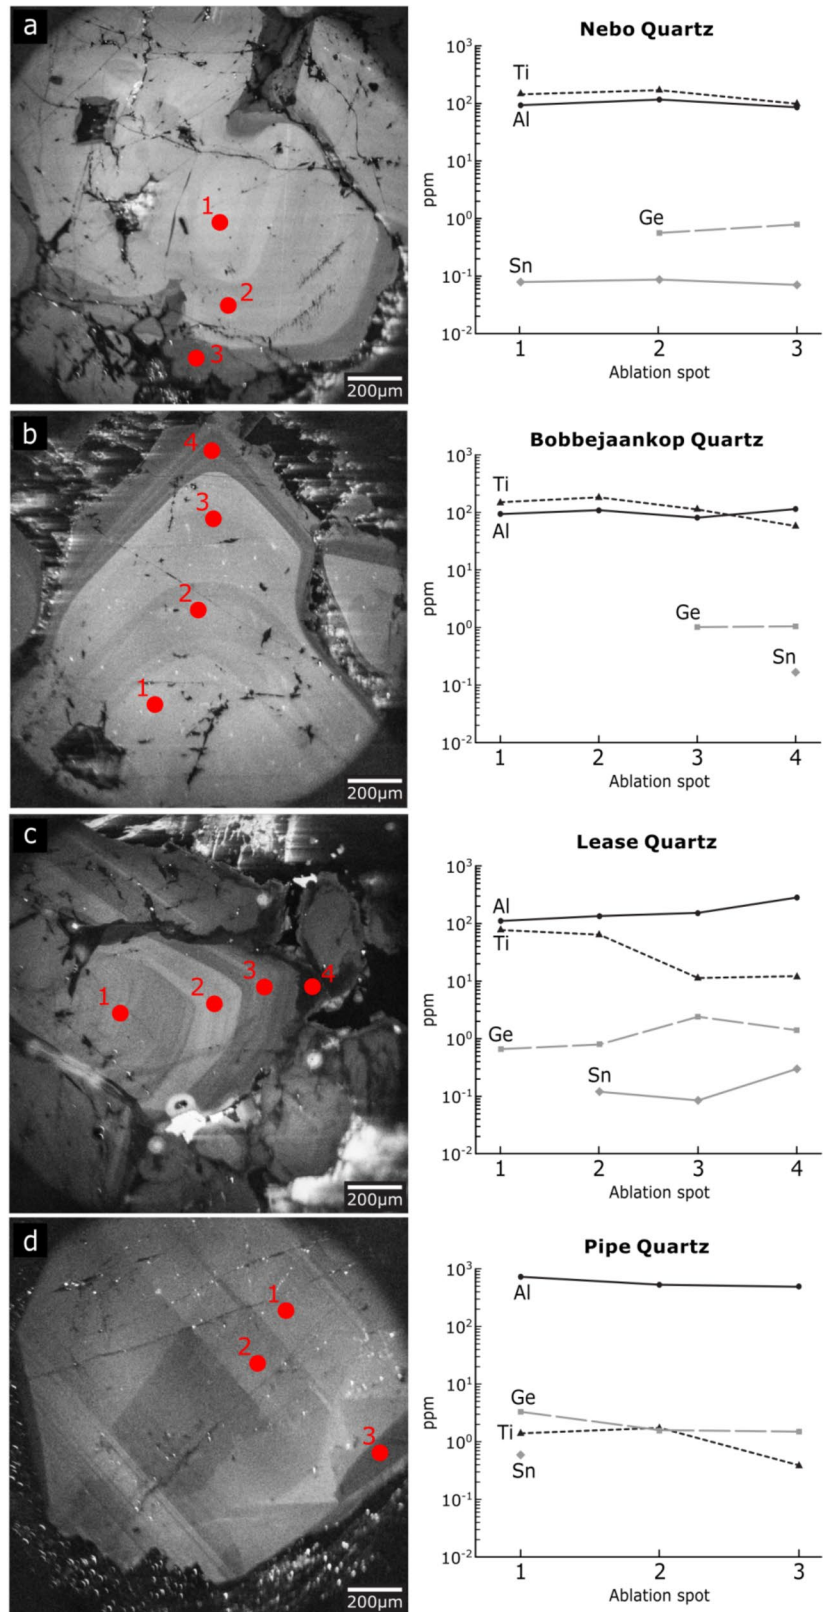 a
1
2
3
200μm
Nebo Quartz
ppm
10³
10²
10¹
10⁰
10⁻¹
10⁻²
Ti
Al
Ge
Sn
1 2 3
Ablation spot
b
4
3
2
1
200μm
Bobbejaankop Quartz
ppm
10³
10²
10¹
10⁰
10⁻¹
10⁻²
Ti
Al
Ge
Sn
1 2 3 4
Ablation spot
c
1 2 3 4
200μm
Lease Quartz
ppm
10³
10²
10¹
10⁰
10⁻¹
10⁻²
Al
Ti
Ge
Sn
1 2 3 4
Ablation spot
d
1
2
3
200μm
Pipe Quartz
ppm
10³
10²
10¹
10⁰
10⁻¹
10⁻²
Al
Ge
Ti
Sn
1 2 3
Ablation spot